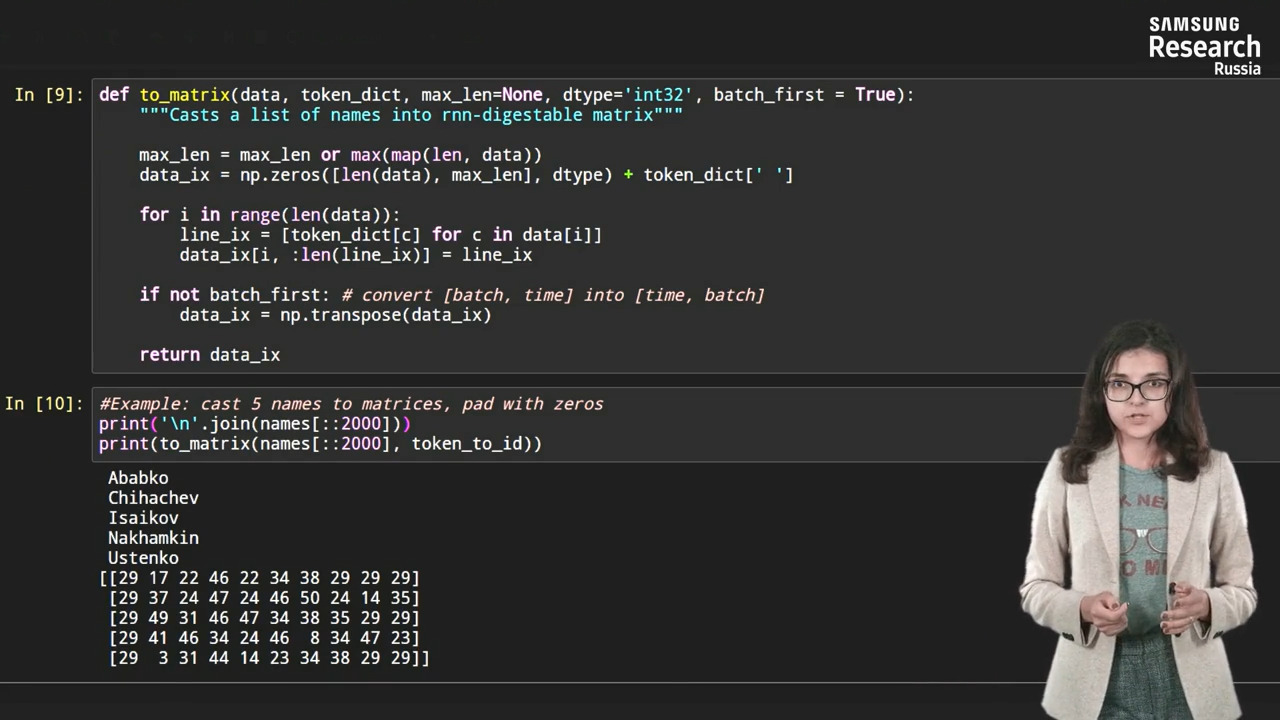 SAMSUNG
Research
Russia
In [9]: def to_matrix(data, token_dict, max_len=None, dtype='int32', batch_first = True):
"""Casts a list of names into rnn-digestable matrix"""
max_len = max_len or max(map(len, data))
data_ix = np.zeros([len(data), max_len], dtype) + token_dict[' ']
for i in range(len(data)):
line_ix = [token_dict[c] for c in data[i]]
data_ix[i, :len(line_ix)] = line_ix
if not batch_first: # convert [batch, time] into [time, batch]
data_ix = np.transpose(data_ix)
return data_ix
In [10]: #Example: cast 5 names to matrices, pad with zeros
print('\n'.join(names[::2000]))
print(to_matrix(names[::2000], token_to_id))
Ababko
Chihachev
Isaikov
Nakhamkin
Ustenko
[[29 17 22 46 22 34 38 29 29 29]
[29 37 24 47 24 46 50 24 14 35]
[29 49 31 46 47 34 38 35 29 29]
[29 41 46 34 24 46 8 34 47 23]
[29 3 31 44 14 23 34 38 29 29]]